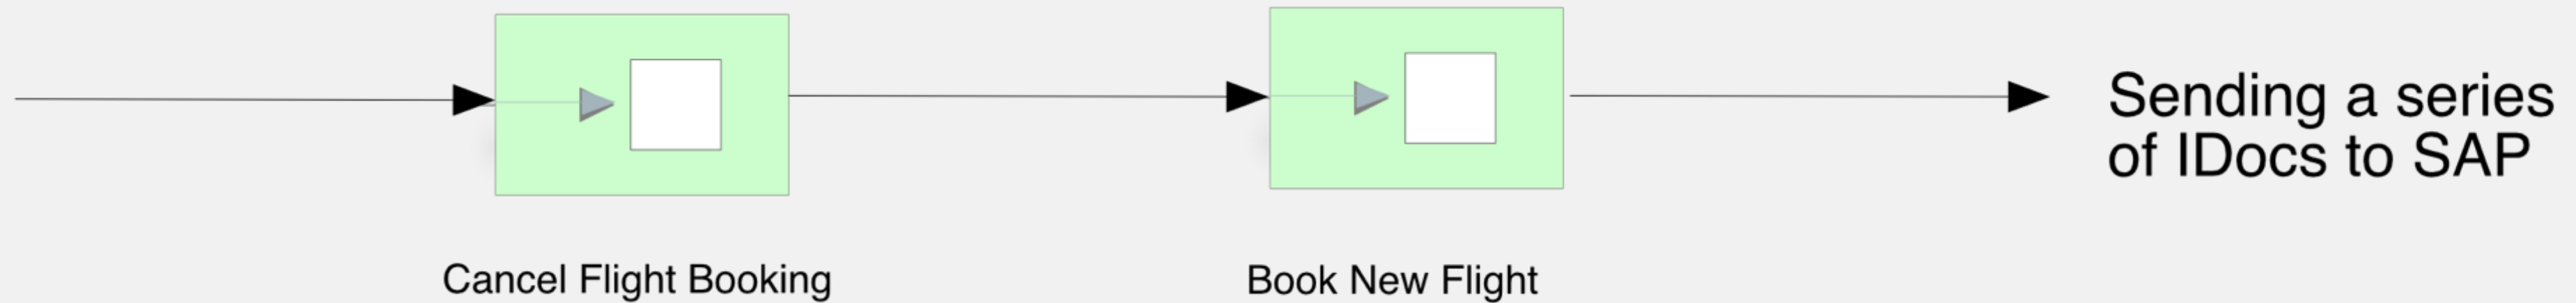 Sending a series
of IDocs to SAP
Cancel Flight Booking
Book New Flight